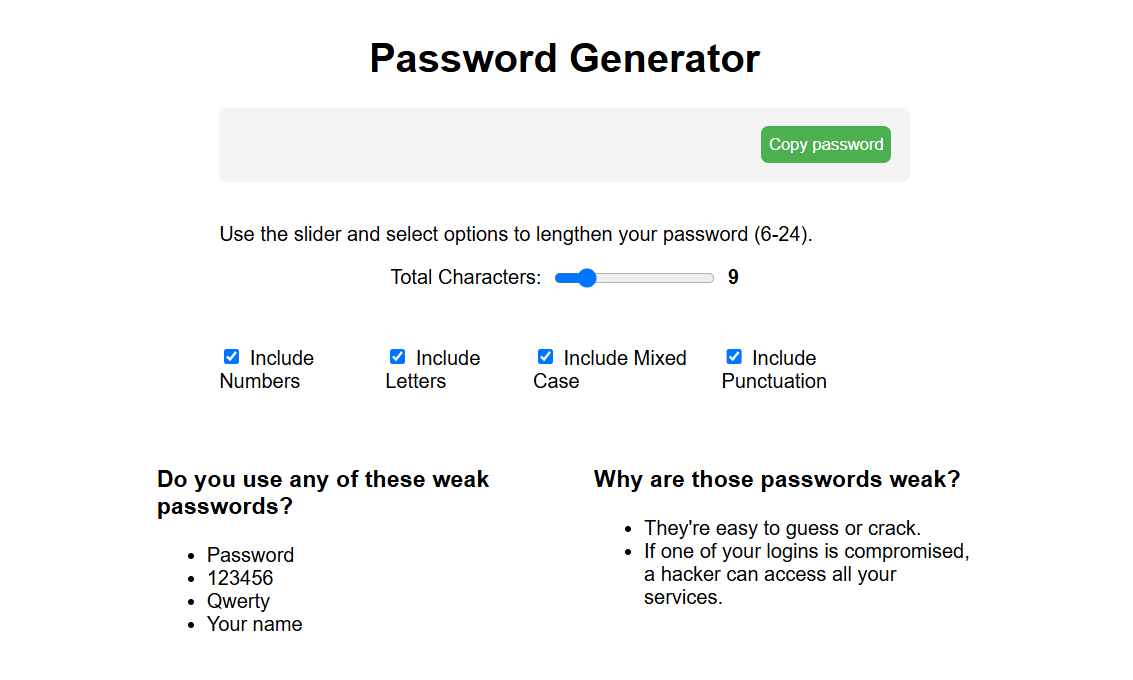 Password Generator
Copy password
Use the slider and select options to lengthen your password (6-24).
Total Characters: 9
Include
Numbers
Include
Letters
Include Mixed
Case
Include
Punctuation
Do you use any of these weak
passwords?
Password
123456
Qwerty
Your name
Why are those passwords weak?
They're easy to guess or crack.
If one of your logins is compromised,
a hacker can access all your
services.